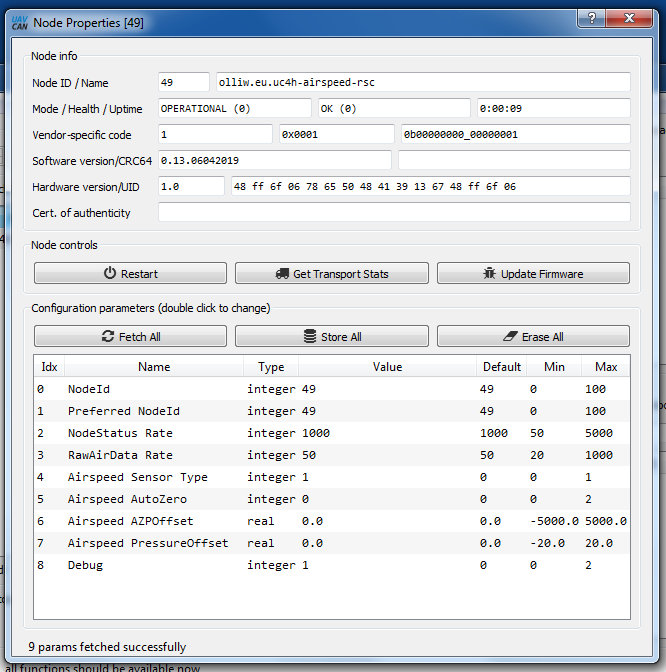 UAV CAN Node Properties [49] ?
Node info
Node ID / Name 49 olliw.eu.uc4h-airspeed-rsc
Mode / Health / Uptime OPERATIONAL (0) OK (0) 0:00:09
Vendor-specific code 1 0x0001 0b00000000_00000001
Software version/CRC64 0.13.06042019
Hardware version/UID 1.0 48 ff 6f 06 78 65 50 48 41 39 13 67 48 ff 6f 06
Cert. of authenticity
Node controls
Restart Get Transport Stats Update Firmware
Configuration parameters (double click to change)
Fetch All Store All Erase All
Idx Name Type Value Default Min Max
0 NodeId integer 49 49 0 100
1 Preferred NodeId integer 49 49 0 100
2 NodeStatus Rate integer 1000 1000 50 5000
3 RawAirData Rate integer 50 50 20 1000
4 Airspeed Sensor Type integer 1 0 0 1
5 Airspeed AutoZero integer 0 0 0 2
6 Airspeed AZPOffset real 0.0 0.0 -5000.0 5000.0
7 Airspeed PressureOffset real 0.0 0.0 -20.0 20.0
8 Debug integer 1 0 0 2
9 params fetched successfully
all functions should be available now